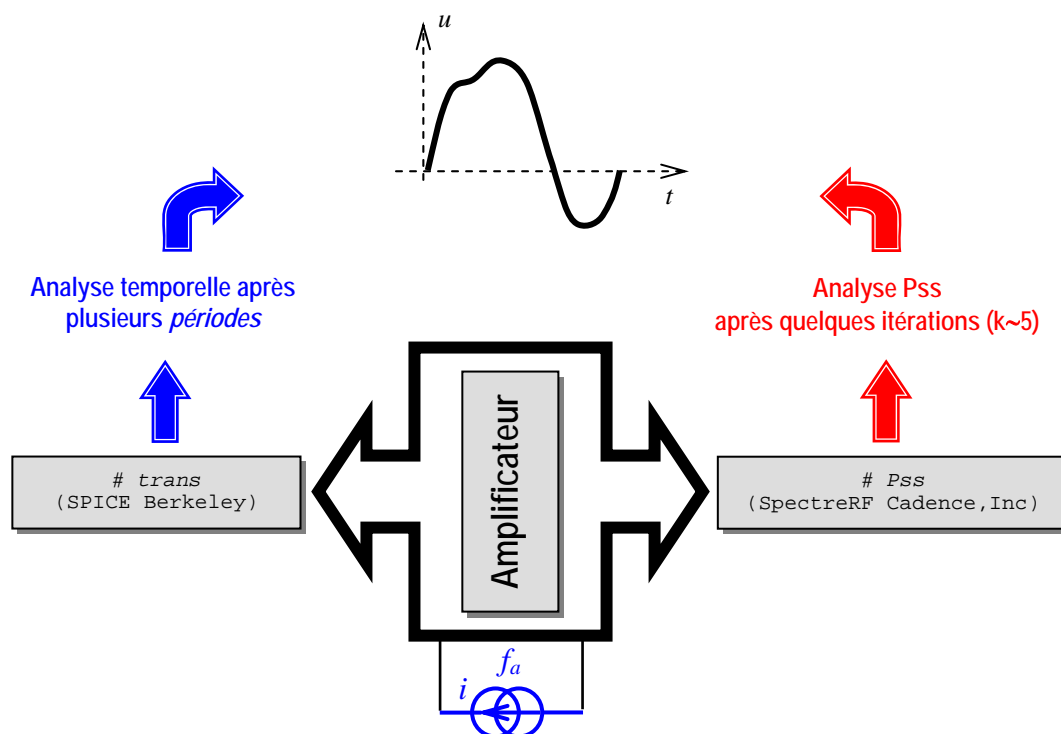 u
t
Analyse temporelle après
plusieurs périodes
Analyse Pss
après quelques itérations (k~5)
# trans
(SPICE Berkeley)
Amplificateur
# Pss
(SpectreRF Cadence,Inc)
fa
i